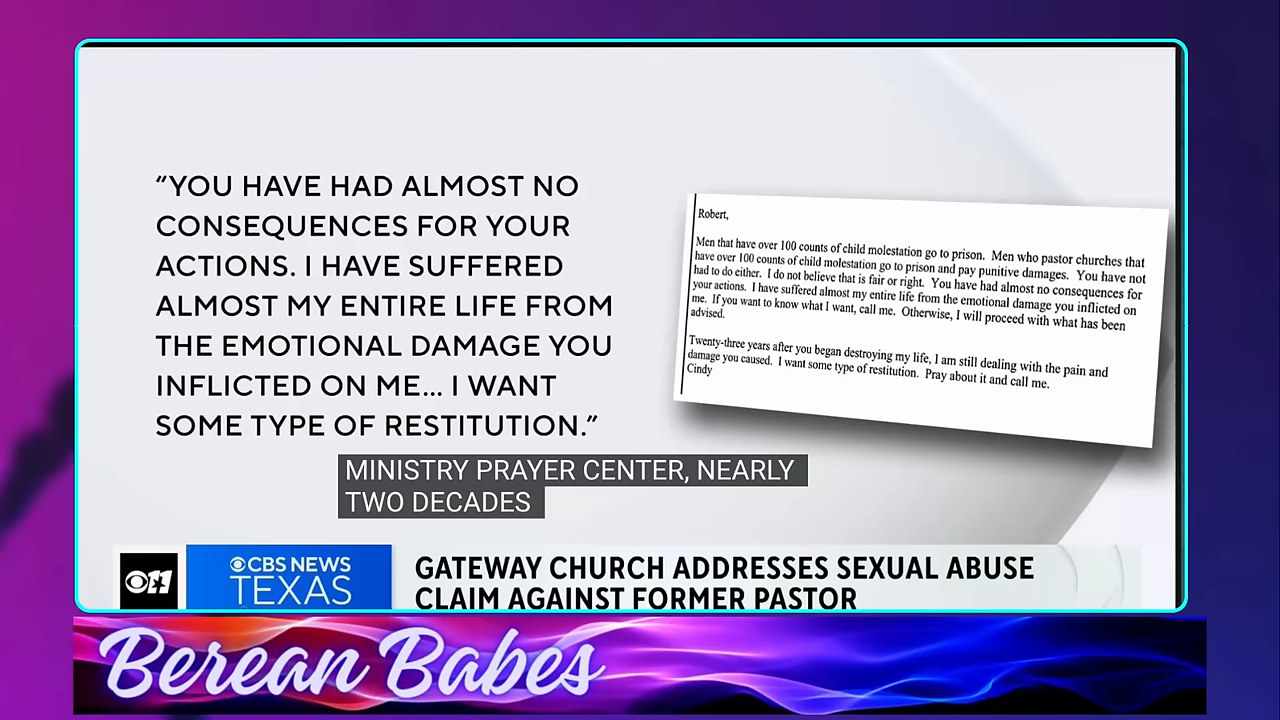 “YOU HAVE HAD ALMOST NO
CONSEQUENCES FOR YOUR
ACTIONS. I HAVE SUFFERED
ALMOST MY ENTIRE LIFE FROM
THE EMOTIONAL DAMAGE YOU
INFLICTED ON ME... I WANT
SOME TYPE OF RESTITUTION.”
Robert,
Men that have over 100 counts of child molestation go to prison. Men who pastor churches that
have over 100 counts of child molestation go to prison and pay punitive damages. You have not
had to do either. I do not believe that is fair or right. You have had almost no consequences for
your actions. I have suffered almost my entire life from the emotional damage you inflicted on
me. If you want to know what I want, call me. Otherwise, I will proceed with what has been
advised.
Twenty-three years after you began destroying my life, I am still dealing with the pain and
damage you caused. I want some type of restitution. Pray about it and call me.
Cindy
MINISTRY PRAYER CENTER, NEARLY
TWO DECADES
11
CBS NEWS
TEXAS
GATEWAY CHURCH ADDRESSES SEXUAL ABUSE
CLAIM AGAINST FORMER PASTOR
Berean Babes